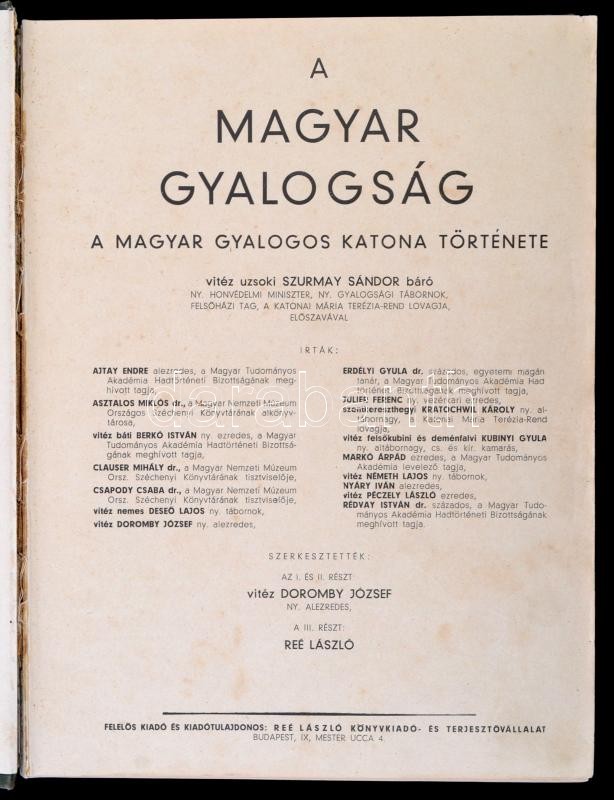 A
MAGYAR
GYALOGSÁG
A MAGYAR GYALOGOS KATONA TÖRTÉNETE
vitéz uzsoki SZURMAY SÁNDOR báró
NY. HONVÉDELMI MINISZTER, NY. GYALOGSÁGI TÁBORNOK,
FELSŐHÁZI TAG, A KATONAI MÁRIA TERÉZIA-REND LOVAGJA,
ELŐSZAVÁVAL
IRTÁK:
AJTAY ENDRE alezredes, a Magyar Tudományos
Akadémia Hadtörténeti Bizottságának meg-
hívott tagja,
ASZTALOS MIKLÓS dr., a Magyar Nemzeti Múzeum
Országos Széchenyi Könyvtárának alkönyv-
tárosa,
vitéz báti BERKÓ ISTVÁN ny. ezredes, a Magyar
Tudományos Akadémia Hadtörténeti Bizottsá-
gának meghívott tagja,
CLAUSER MIHÁLY dr., a Magyar Nemzeti Múzeum
Orsz. Széchenyi Könyvtárának tisztviselője,
CSAPODY CSABA dr., a Magyar Nemzeti Múzeum
Orsz. Széchenyi Könyvtárának tisztviselője,
vitéz nemes DESEŐ LAJOS ny. tábornok,
vitéz DOROMBY JÓZSEF ny. alezredes,
ERDÉLYI GYULA dr. százados, egyetemi magán
tanár, a Magyar Tudományos Akadémia Had
történeti Bizottságának meghívott tagja,
JULIER FERENC ny. vezérkari ezredes,
szentkereszthegyi KRATOCHWIL KÁROLY ny. al-
tábornagy, a Katonai Mária Terézia-Rend
lovagja,
vitéz felsőkubini és deménfalvi KUBINYI GYULA
ny. altábornagy, cs. és kir. kamarás,
MARKÓ ÁRPÁD ezredes, a Magyar Tudományos
Akadémia levelező tagja,
vitéz NÉMETH LAJOS ny. tábornok,
NYÁRY IVÁN alezredes,
vitéz PÉCZELY LÁSZLÓ ezredes,
RÉDVAY ISTVÁN dr. százados, a Magyar Tudo-
mányos Akadémia Hadtörténeti Bizottságának
meghívott tagja.
SZERKESZTETTÉK:
AZ I. ÉS II. RÉSZT
vitéz DOROMBY JÓZSEF
NY. ALEZREDES,
A III. RÉSZT:
REÉ LÁSZLÓ
FELELŐS KIADÓ ÉS KIADÓTULAJDONOS: REÉ LÁSZLÓ KÖNYVKIADÓ- ÉS TERJESZTŐVÁLLALAT
BUDAPEST, IX, MESTER UCCA 4.
darabanth